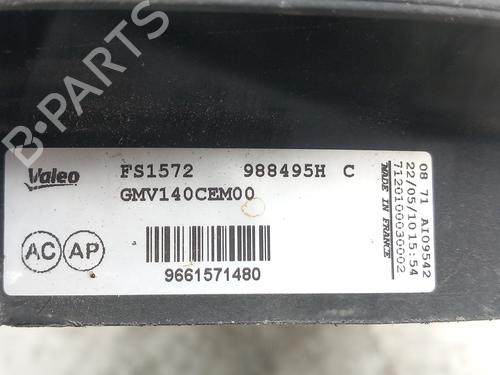 B-PARTS
Valeo
FS1572 988495H C
GMV140CEM00
AC AP
9661571480
08 71 AI09542
22/05/10 15:54
MADE IN FRANCE
7120100030002